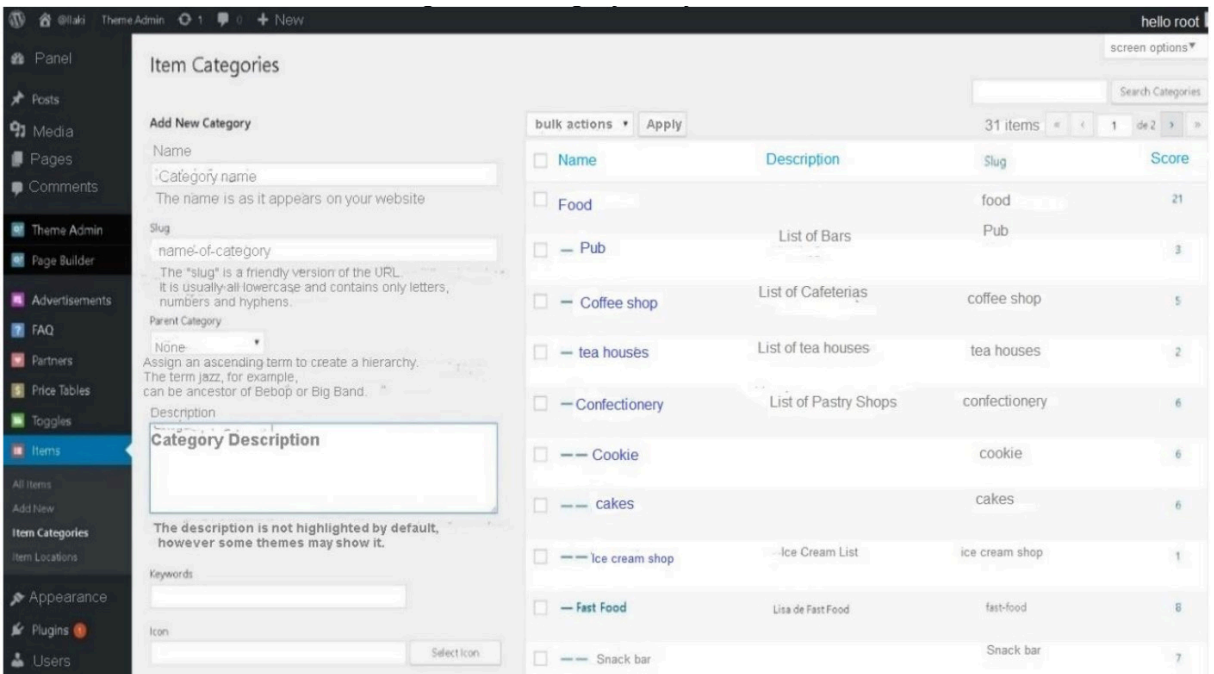 @llaki Theme Admin 1 0 + New hello root
screen options▼
Panel
Posts
Media
Pages
Comments
Theme Admin
Page Builder
Advertisements
FAQ
Partners
Price Tables
Toggles
Items
All Items
Add New
Item Categories
Item Locations
Appearance
Plugins 1
Users
Item Categories
Add New Category
Name
Category name
The name is as it appears on your website
Slug
name-of-category
The "slug" is a friendly version of the URL.
it is usually all lowercase and contains only letters,
numbers and hyphens.
Parent Category
None
Assign an ascending term to create a hierarchy.
The term jazz, for example,
can be ancestor of Bebop or Big Band.
Description
Category Description
The description is not highlighted by default,
however some themes may show it.
Keywords
Icon
Select Icon
Search Categories
bulk actions Apply 31 items « ‹ 1 de 2 › »
Name Description Slug Score
Food food 21
— Pub List of Bars Pub 3
— Coffee shop List of Cafeterias coffee shop 5
— tea houses List of tea houses tea houses 2
— Confectionery List of Pastry Shops confectionery 6
— — Cookie cookie 6
— — cakes cakes 6
— — Ice cream shop Ice Cream List ice cream shop 1
— Fast Food Lisa de Fast Food fast-food 8
— — Snack bar Snack bar 7